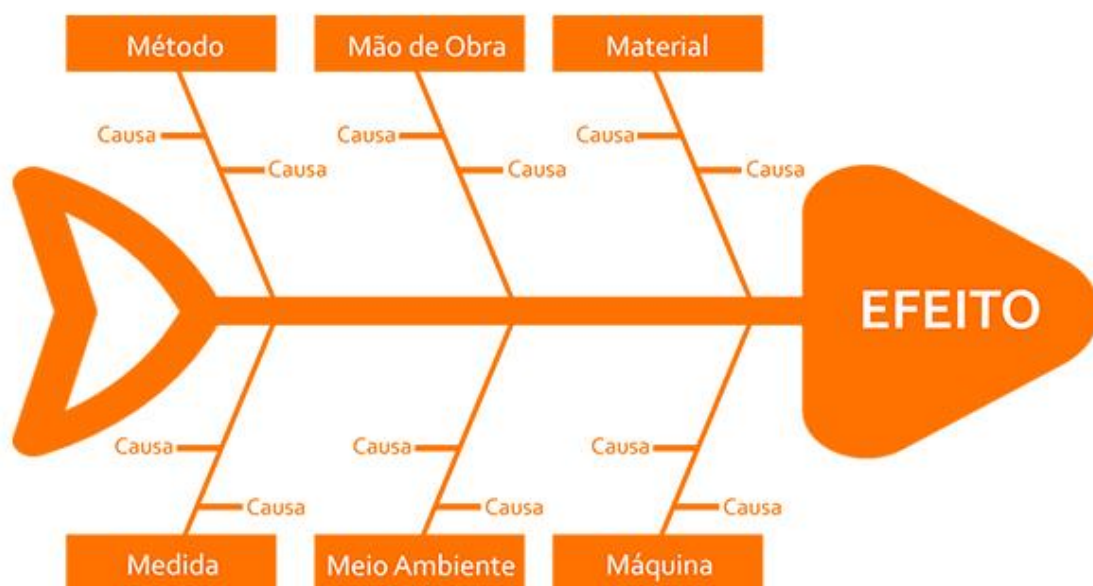 Método
Mão de Obra
Material
Causa
Causa
Causa
Causa
Causa
Causa
EFEITO
Causa
Causa
Causa
Causa
Causa
Causa
Medida
Meio Ambiente
Máquina